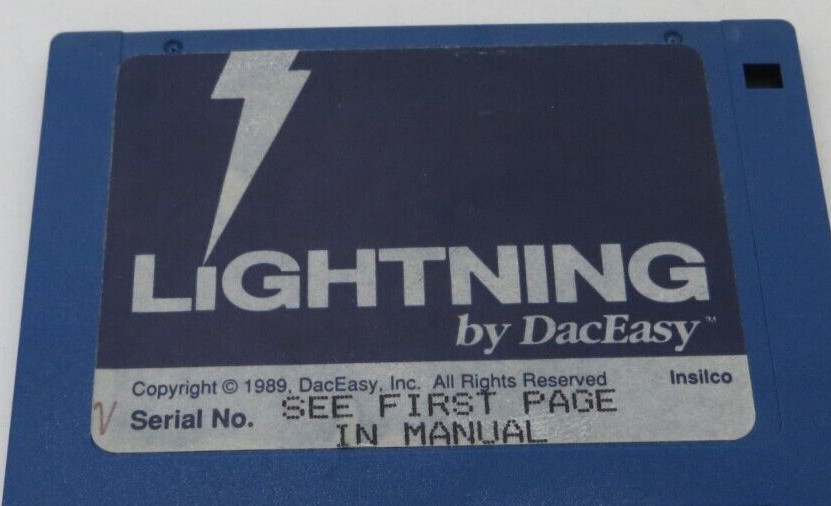 LiGHTNING
by DacEasy™
Copyright © 1989, DacEasy, Inc. All Rights Reserved Insilco
Serial No. SEE FIRST PAGE
IN MANUAL